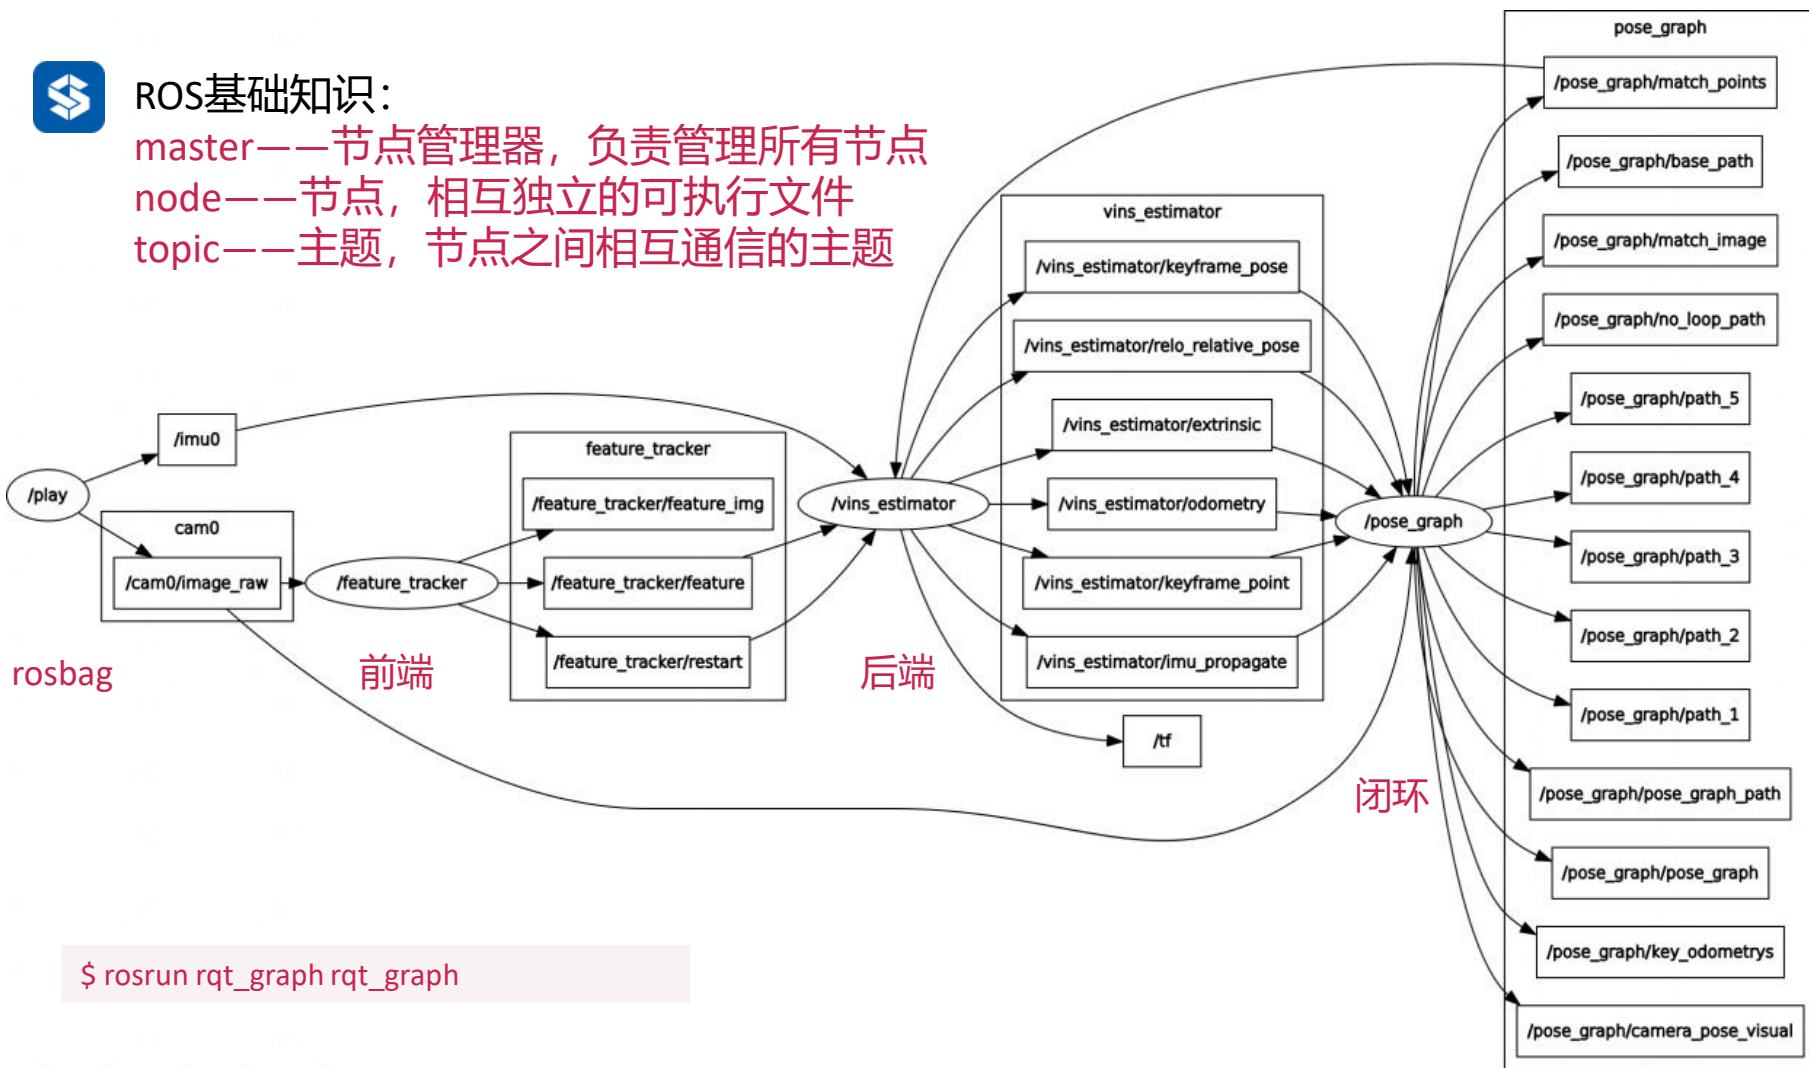 ROS基础知识：
master——节点管理器，负责管理所有节点
node——节点，相互独立的可执行文件
topic——主题，节点之间相互通信的主题
/play
/imu0
cam0
/cam0/image_raw
rosbag
/feature_tracker
前端
feature_tracker
/feature_tracker/feature_img
/feature_tracker/feature
/feature_tracker/restart
/vins_estimator
后端
vins_estimator
/vins_estimator/keyframe_pose
/vins_estimator/relo_relative_pose
/vins_estimator/extrinsic
/vins_estimator/odometry
/vins_estimator/keyframe_point
/vins_estimator/imu_propagate
/tf
/pose_graph
闭环
pose_graph
/pose_graph/match_points
/pose_graph/base_path
/pose_graph/match_image
/pose_graph/no_loop_path
/pose_graph/path_5
/pose_graph/path_4
/pose_graph/path_3
/pose_graph/path_2
/pose_graph/path_1
/pose_graph/pose_graph_path
/pose_graph/pose_graph
/pose_graph/key_odometrys
/pose_graph/camera_pose_visual
$ rosrun rqt_graph rqt_graph